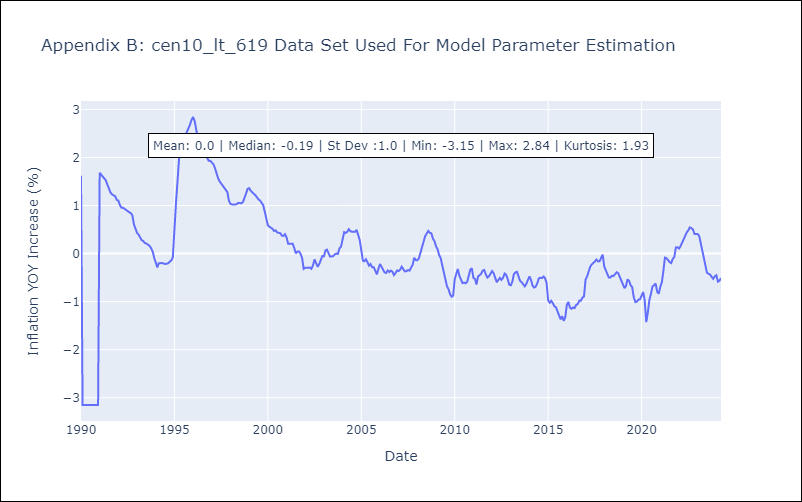 Appendix B: cen10_lt_619 Data Set Used For Model Parameter Estimation
Mean: 0.0 | Median: -0.19 | St Dev :1.0 | Min: -3.15 | Max: 2.84 | Kurtosis: 1.93
3
2
1
0
−1
−2
−3
Inflation YOY Increase (%)
1990 1995 2000 2005 2010 2015 2020
Date